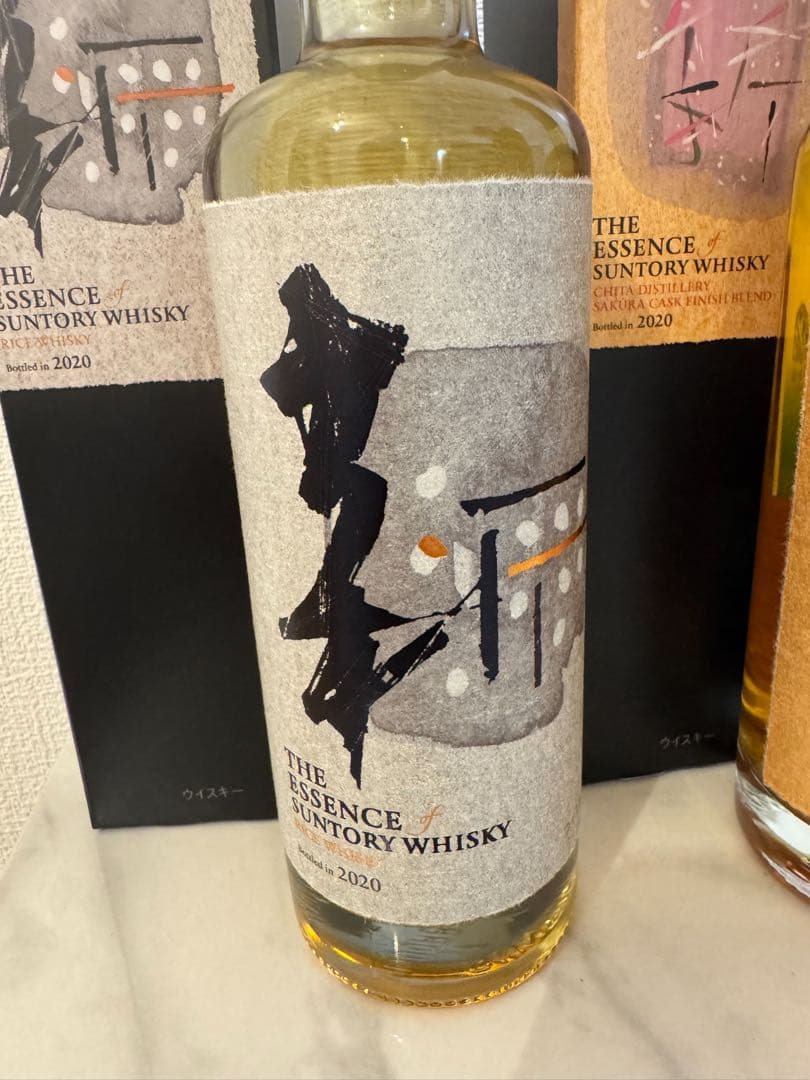 THE
ESSENCE of
SUNTORY WHISKY
RICE WHISKY
Bottled in 2020
HE
ESSENCE of
SUNTORY WHISKY
RICE WHISKY
Bottled in 2020
ウイスキー
THE
ESSENCE of
SUNTORY WHISKY
CHITA DISTILLERY
SAKURA CASK FINISH BLEND
Bottled in 2020
ウイスキー